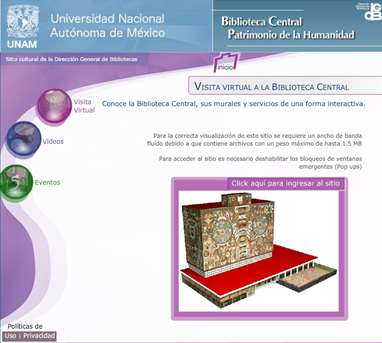 Universidad Nacional
Autónoma de México
UNAM
Biblioteca Central
Patrimonio de la Humanidad
Sitio cultural de la Dirección General de Bibliotecas
inicio
VISITA VIRTUAL A LA BIBLIOTECA CENTRAL
Visita
Virtual
Conoce la Biblioteca Central, sus murales y servicios de una forma interactiva.
Videos
Para la correcta visualización de este sitio se requiere un ancho de banda
fluído debido a que contiene archivos con un peso máximo de hasta 1.5 MB
Para acceder al sitio es necesario deshabilitar los bloqueos de ventanas
emergentes (Pop ups)
Eventos
Click aquí para ingresar al sitio
Políticas de
Uso | Privacidad